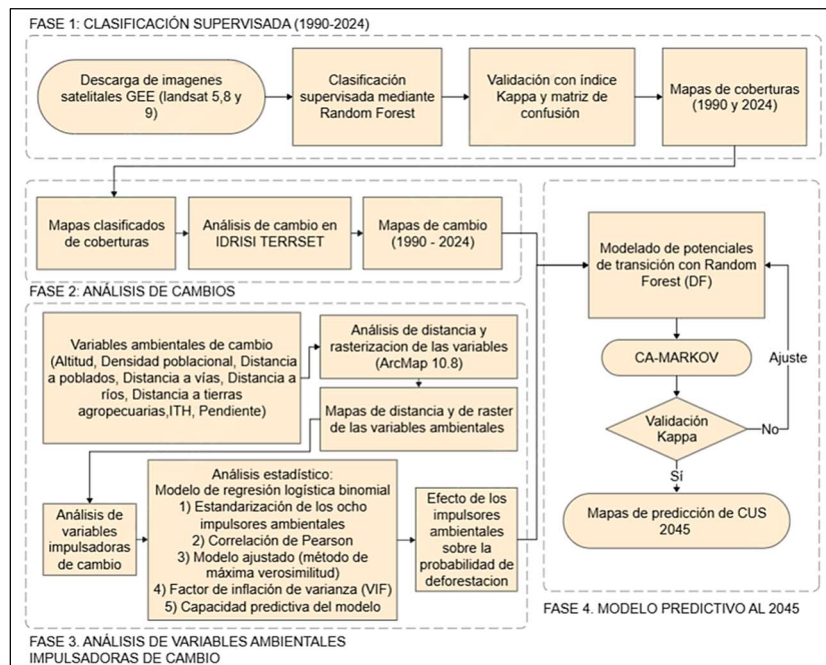 FASE 1: CLASIFICACIÓN SUPERVISADA (1990-2024)
Descarga de imagenes
satelitales GEE (landsat 5,8 y
9)
Clasificación
supervisada mediante
Random Forest
Validación con índice
Kappa y matriz de
confusión
Mapas de coberturas
(1990 y 2024)
Mapas clasificados
de coberturas
Análisis de cambio en
IDRISI TERRSET
Mapas de cambio
(1990 - 2024)
FASE 2: ANÁLISIS DE CAMBIOS
Variables ambientales de cambio
(Altitud, Densidad poblacional, Distancia
a poblados, Distancia a vías, Distancia a
ríos, Distancia a tierras
agropecuarias,ITH, Pendiente)
Análisis de distancia y
rasterizacion de las variables
(ArcMap 10.8)
Mapas de distancia y de raster
de las variables ambientales
Análisis de
variables
impulsadoras
de cambio
Análisis estadístico:
Modelo de regresión logística binomial
1) Estandarización de los ocho
impulsores ambientales
2) Correlación de Pearson
3) Modelo ajustado (método de
máxima verosimilitud)
4) Factor de inflación de varianza (VIF)
5) Capacidad predictiva del modelo
Efecto de los
impulsores
ambientales
sobre la
probabilidad de
deforestacion
FASE 3. ANÁLISIS DE VARIABLES AMBIENTALES
IMPULSADORAS DE CAMBIO
Modelado de potenciales
de transición con Random
Forest (DF)
CA-MARKOV
Ajuste
Validación
Kappa
No
Sí
Mapas de predicción de CUS
2045
FASE 4. MODELO PREDICTIVO AL 2045